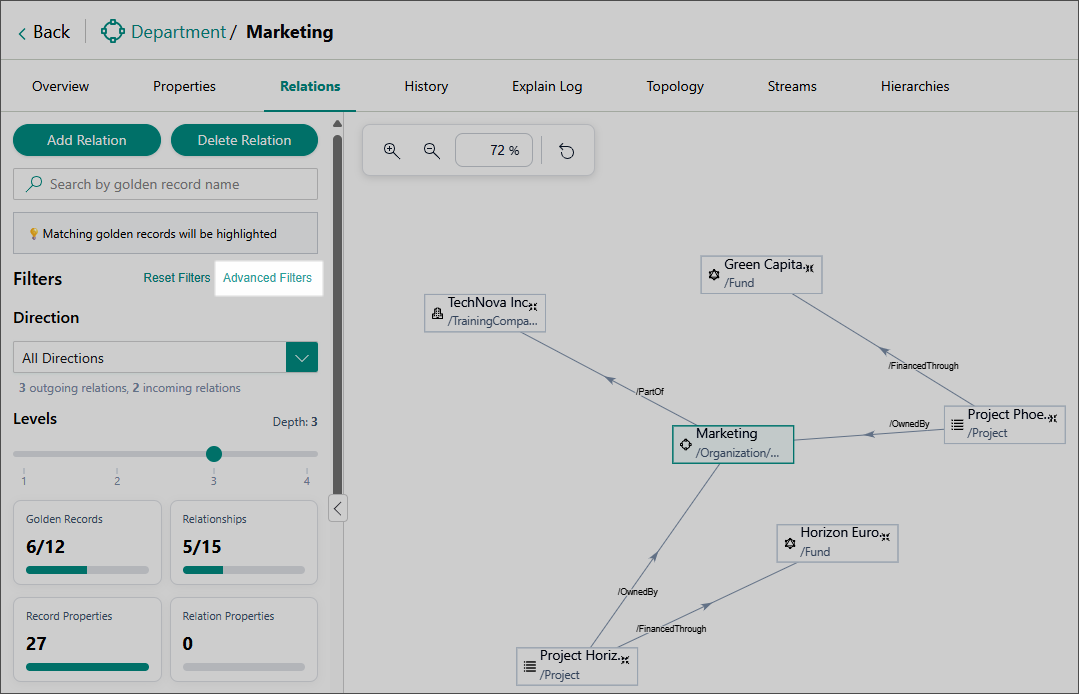 Back
Department / Marketing
Overview
Properties
Relations
History
Explain Log
Topology
Streams
Hierarchies
Add Relation
Delete Relation
Search by golden record name
Matching golden records will be highlighted
Filters
Reset Filters
Advanced Filters
Direction
All Directions
3 outgoing relations, 2 incoming relations
Levels
Depth: 3
1 2 3 4
Golden Records
6/12
Relationships
5/15
Record Properties
27
Relation Properties
0
72 %
Green Capita..
/Fund
TechNova Inc..
/TrainingCompa...
/FinancedThrough
/PartOf
Project Phoe..
/Project
/OwnedBy
Marketing
/Organization/...
Horizon Euro..
/Fund
/OwnedBy
/FinancedThrough
Project Horiz..
/Project